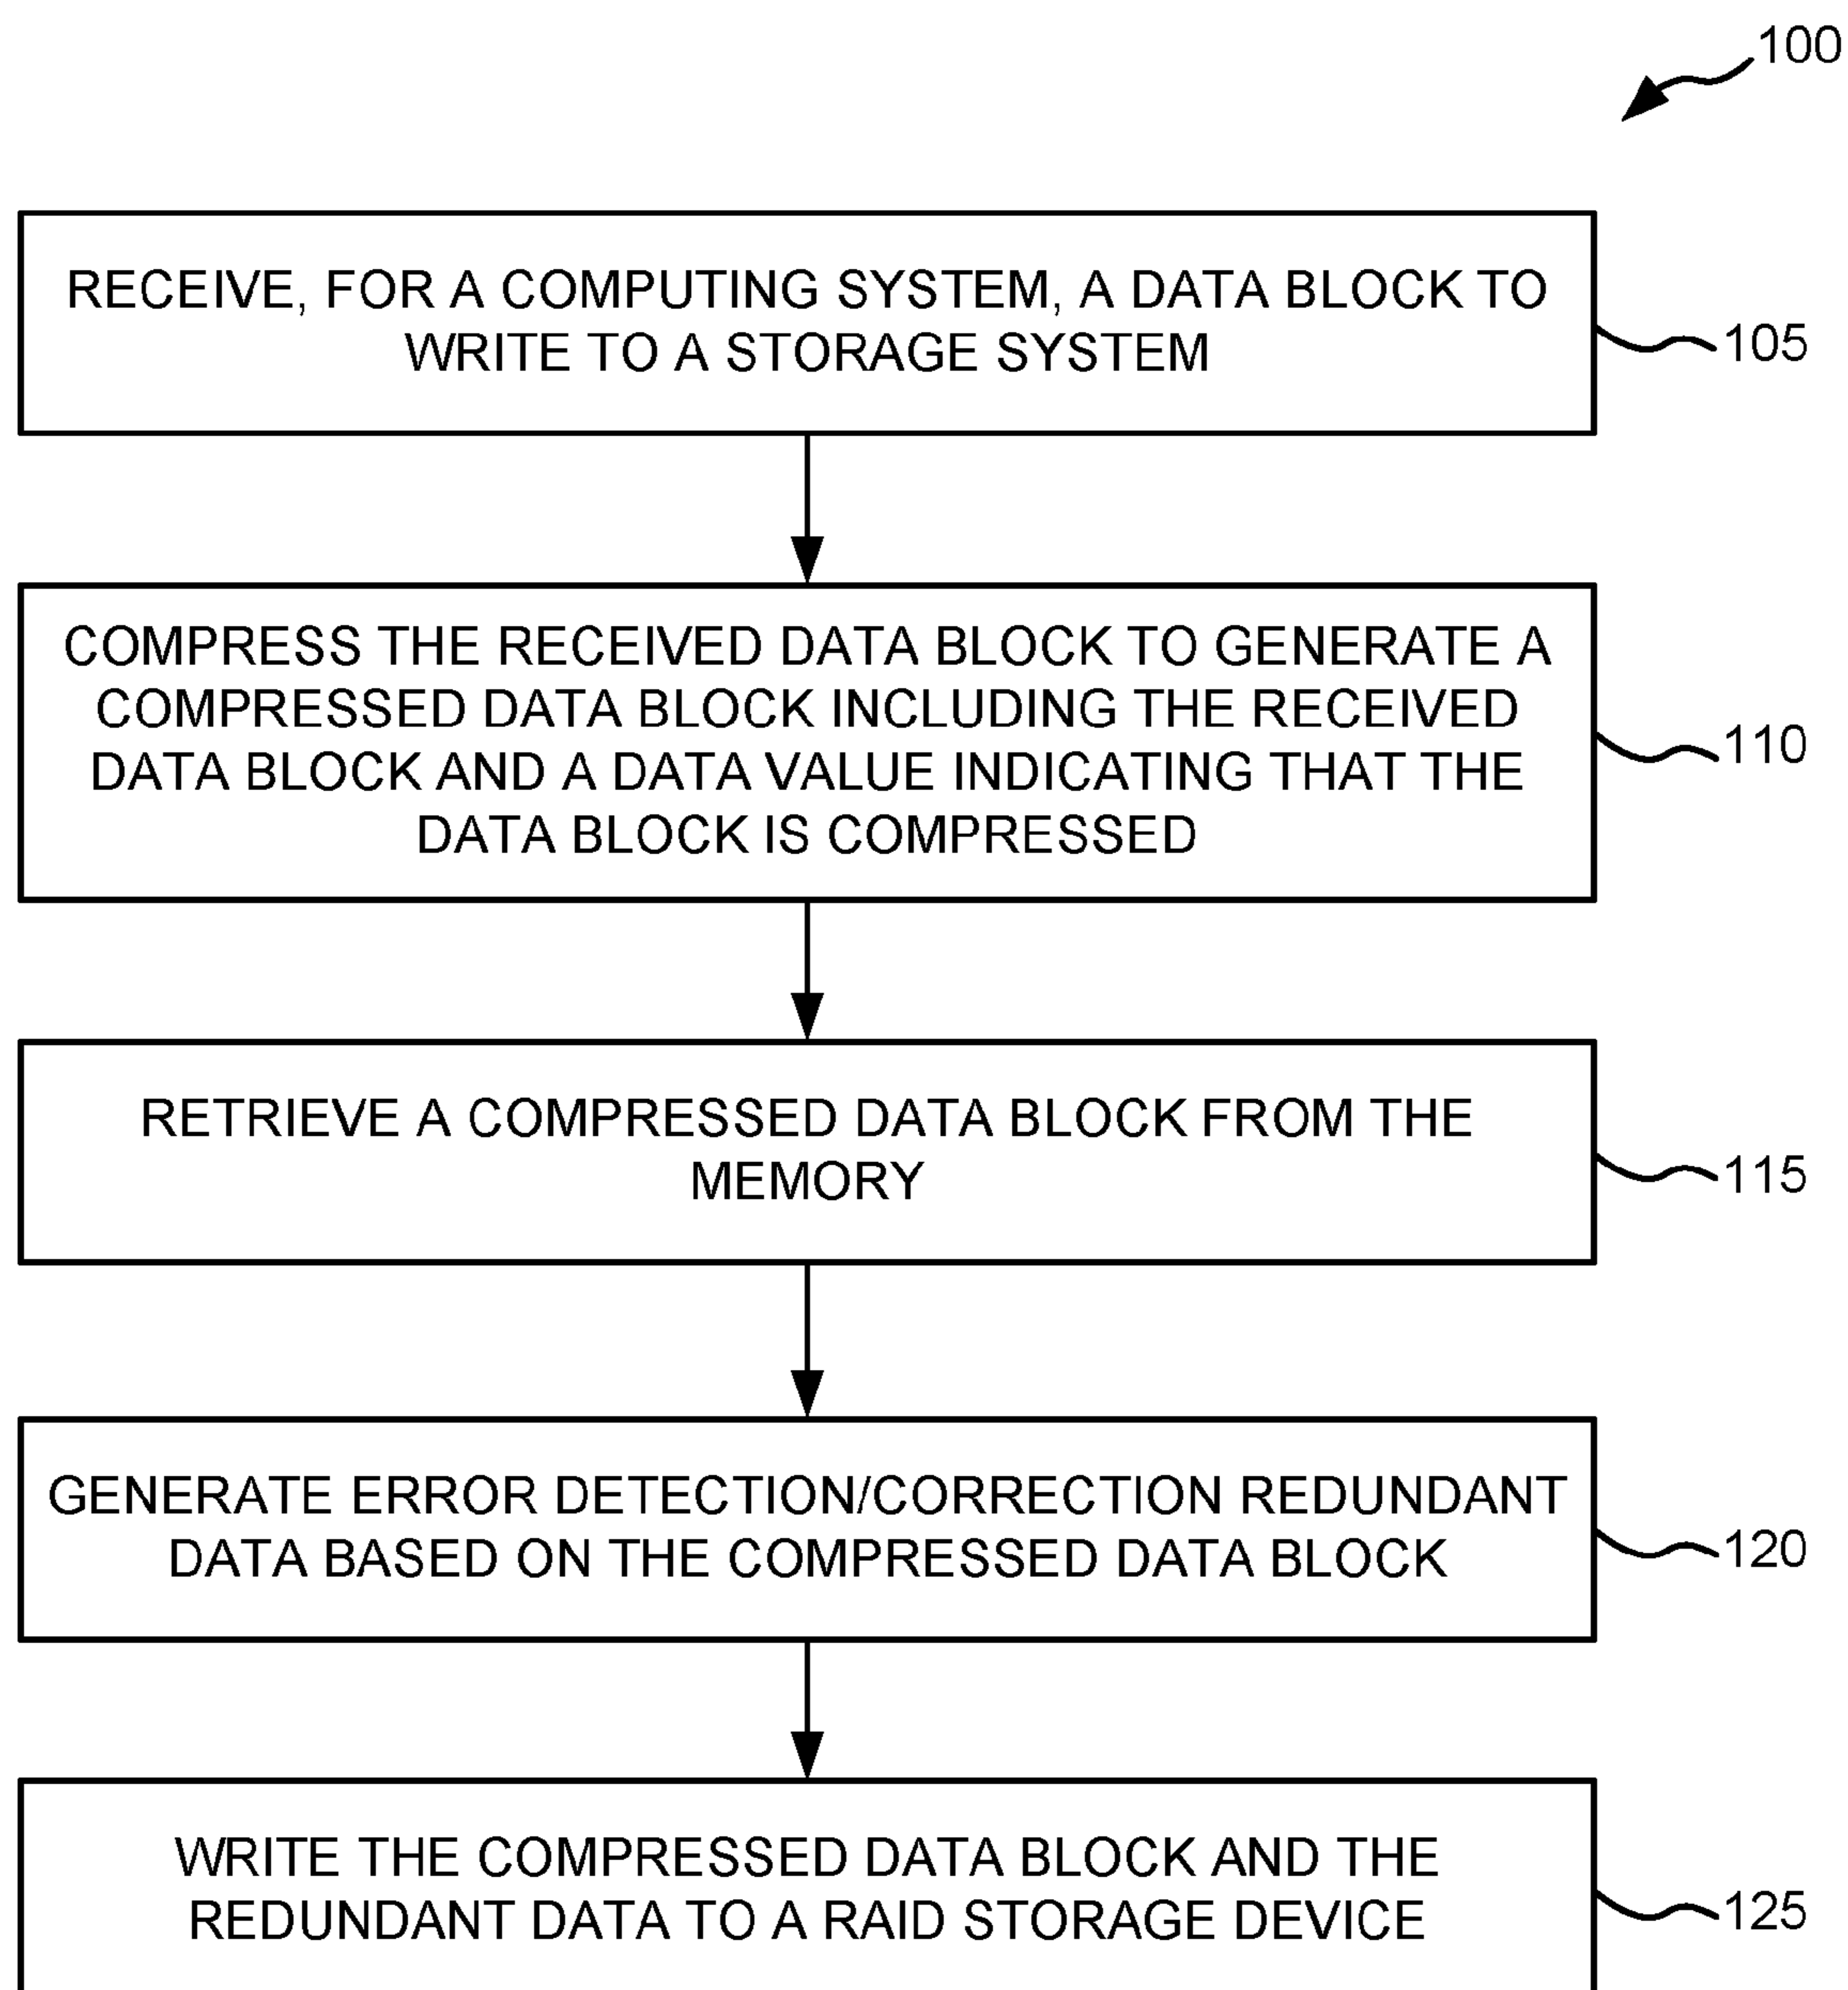 100
RECEIVE, FOR A COMPUTING SYSTEM, A DATA BLOCK TO
WRITE TO A STORAGE SYSTEM
105
COMPRESS THE RECEIVED DATA BLOCK TO GENERATE A
COMPRESSED DATA BLOCK INCLUDING THE RECEIVED
DATA BLOCK AND A DATA VALUE INDICATING THAT THE
DATA BLOCK IS COMPRESSED
110
RETRIEVE A COMPRESSED DATA BLOCK FROM THE
MEMORY
115
GENERATE ERROR DETECTION/CORRECTION REDUNDANT
DATA BASED ON THE COMPRESSED DATA BLOCK
120
WRITE THE COMPRESSED DATA BLOCK AND THE
REDUNDANT DATA TO A RAID STORAGE DEVICE
125